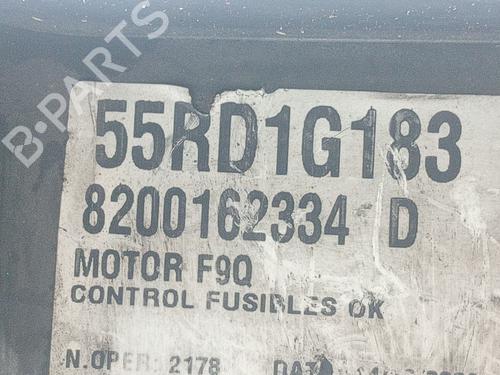 B-PARTS
55RD1G183
8200162334 D
MOTOR F9Q
CONTROL FUSIBLES OK
N.OPER: 2178